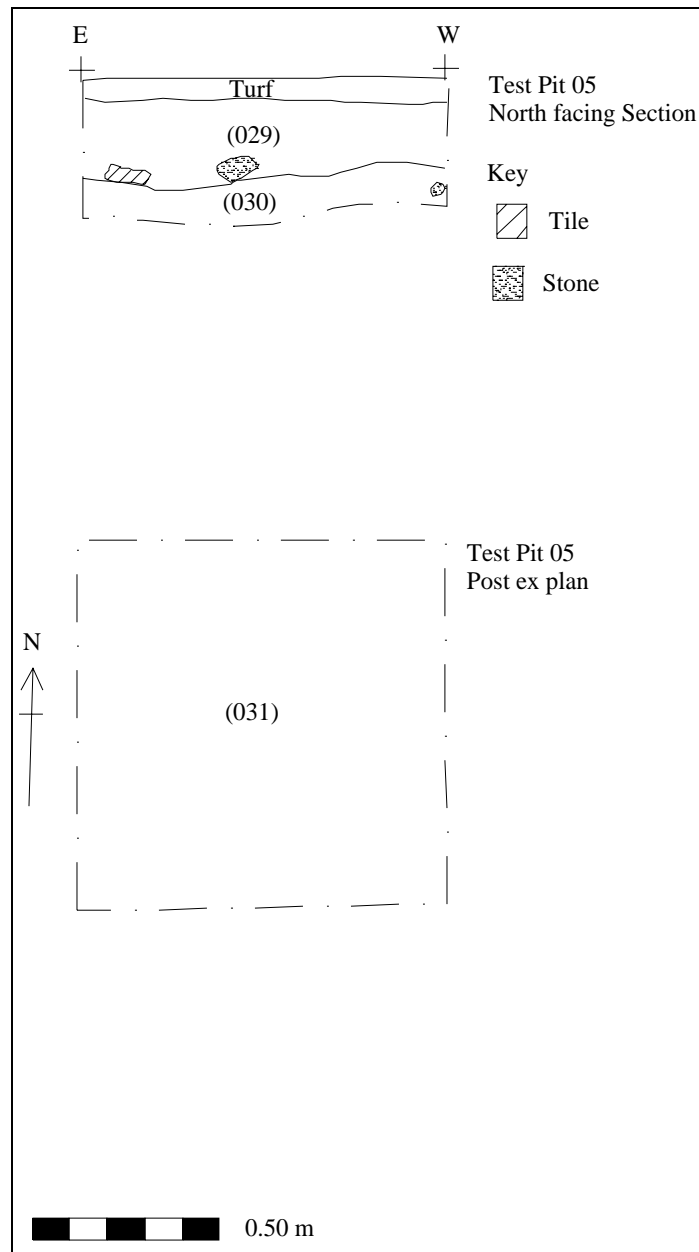 E
W
Turf
Test Pit 05
North facing Section
(029)
Key
(030)
Tile
Stone
Test Pit 05
Post ex plan
N
(031)
0.50 m